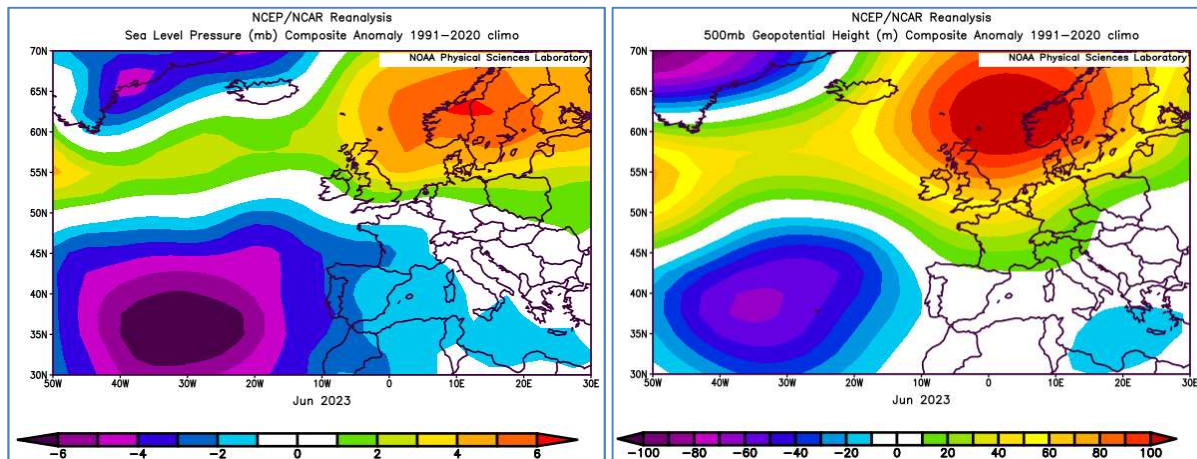 NCEP/NCAR Reanalysis
Sea Level Pressure (mb) Composite Anomaly 1991-2020 climo
NOAA Physical Sciences Laboratory
70N
65N
60N
55N
50N
45N
40N
35N
30N
50W 40W 30W 20W 10W 0 10E 20E 30E
Jun 2023
-6 -4 -2 0 2 4 6
NCEP/NCAR Reanalysis
500mb Geopotential Height (m) Composite Anomaly 1991-2020 climo
NOAA Physical Sciences Laboratory
70N
65N
60N
55N
50N
45N
40N
35N
30N
50W 40W 30W 20W 10W 0 10E 20E 30E
Jun 2023
-100 -80 -60 -40 -20 0 20 40 60 80 100